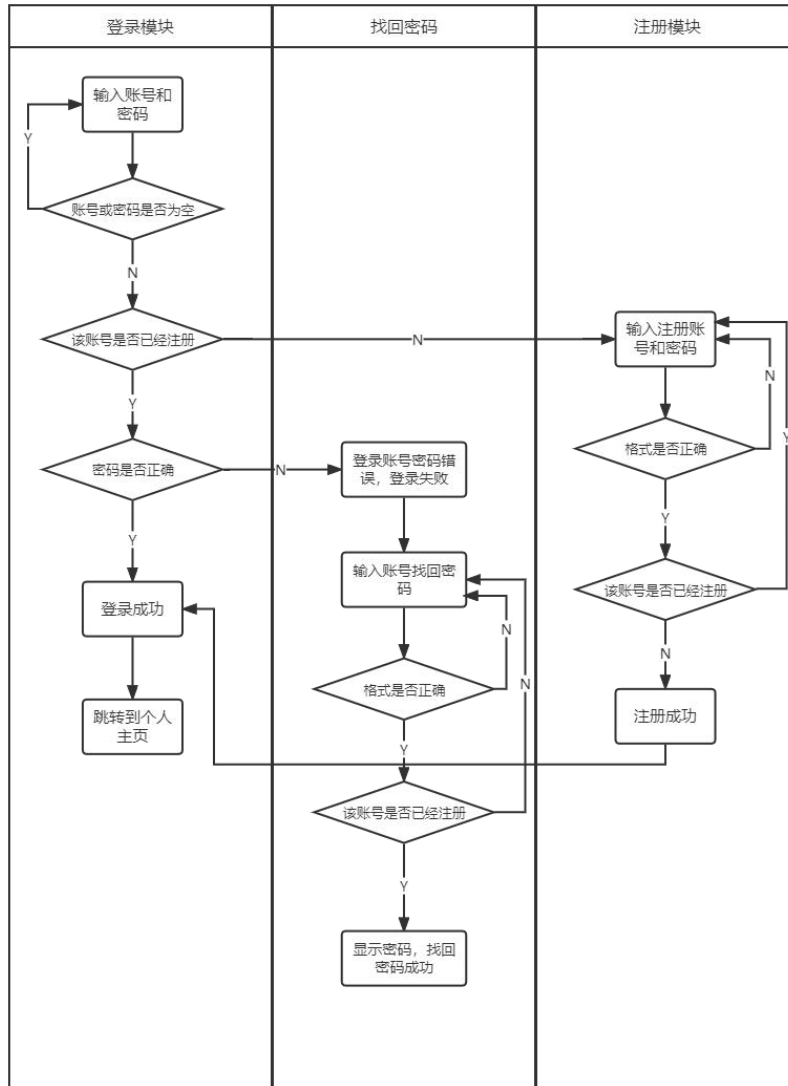 登录模块
找回密码
注册模块
输入账号和
密码
Y
账号或密码是否为空
N
该账号是否已经注册
N
输入注册账
号和密码
N
Y
Y
格式是否正确
密码是否正确
N
登录账号密码错
误，登录失败
Y
Y
输入账号找回密
码
该账号是否已经注册
登录成功
N
N
N
格式是否正确
跳转到个人
主页
注册成功
Y
该账号是否已经注册
Y
显示密码，找回
密码成功